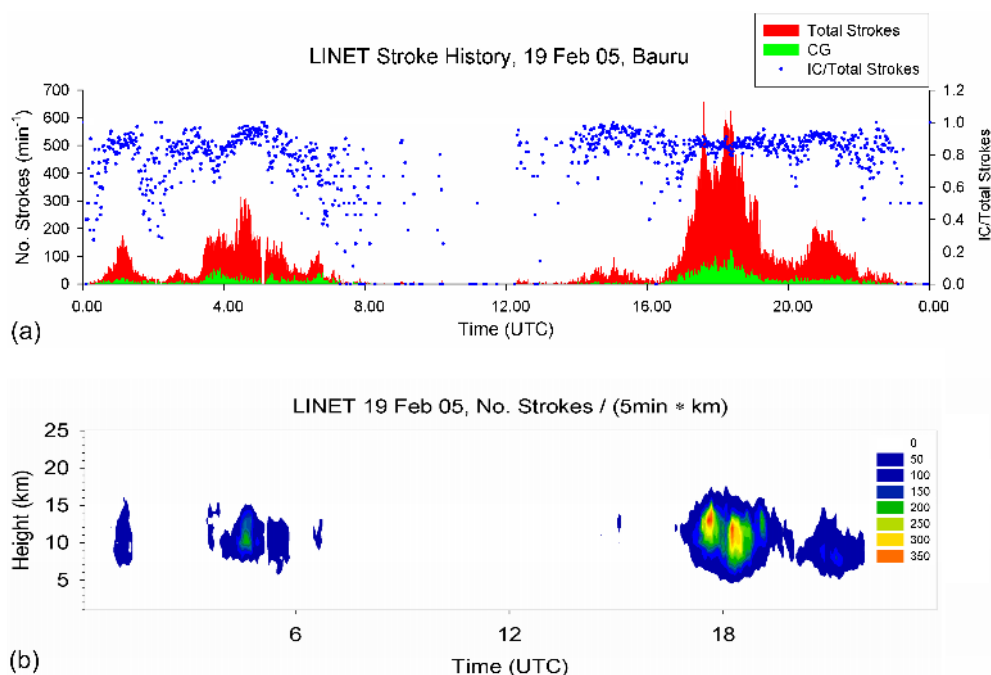 Total Strokes
CG
IC/Total Strokes
LINET Stroke History, 19 Feb 05, Bauru
No. Strokes (min⁻¹)
700
600
500
400
300
200
100
0
1.2
1.0
0.8
0.6
0.4
0.2
0.0
IC/Total Strokes
0.00 4.00 8.00 12.00 16.00 20.00 0.00
Time (UTC)
(a)
LINET 19 Feb 05, No. Strokes / (5min * km)
Height (km)
25
20
15
10
5
0
50
100
150
200
250
300
350
6 12 18
Time (UTC)
(b)